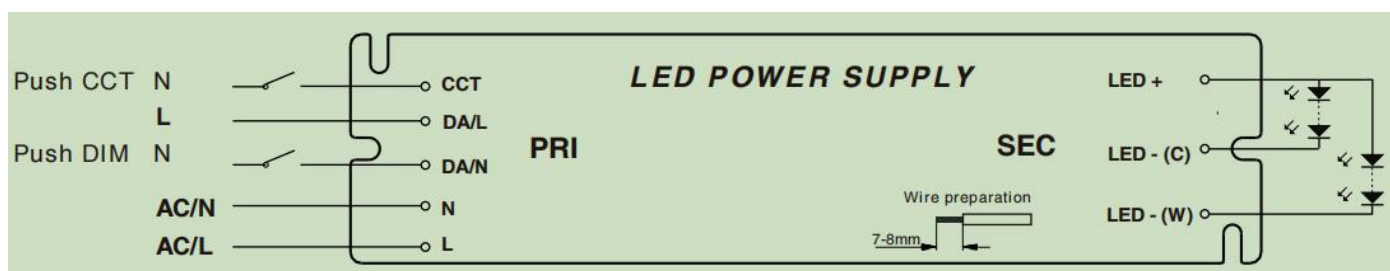 Push CCT N
L
Push DIM N
AC/N
AC/L
CCT
DA/L
DA/N
N
L
PRI
LED POWER SUPPLY
SEC
Wire preparation
7-8mm
LED +
LED - (C)
LED - (W)